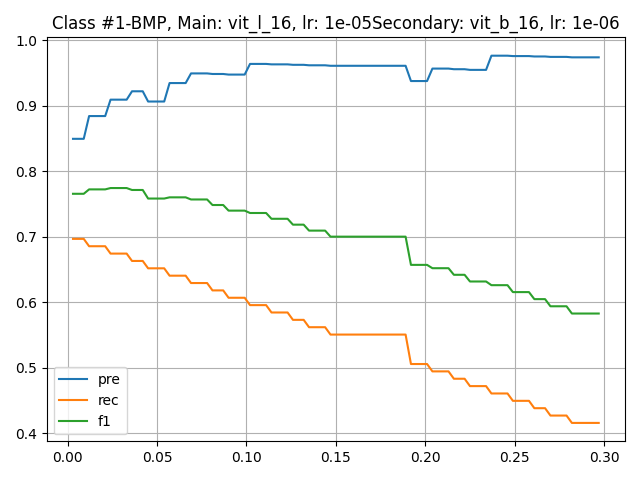 Class #1-BMP, Main: vit_l_16, lr: 1e-05Secondary: vit_b_16, lr: 1e-06
1.0
0.9
0.8
0.7
0.6
0.5
0.4
pre
rec
f1
0.00 0.05 0.10 0.15 0.20 0.25 0.30